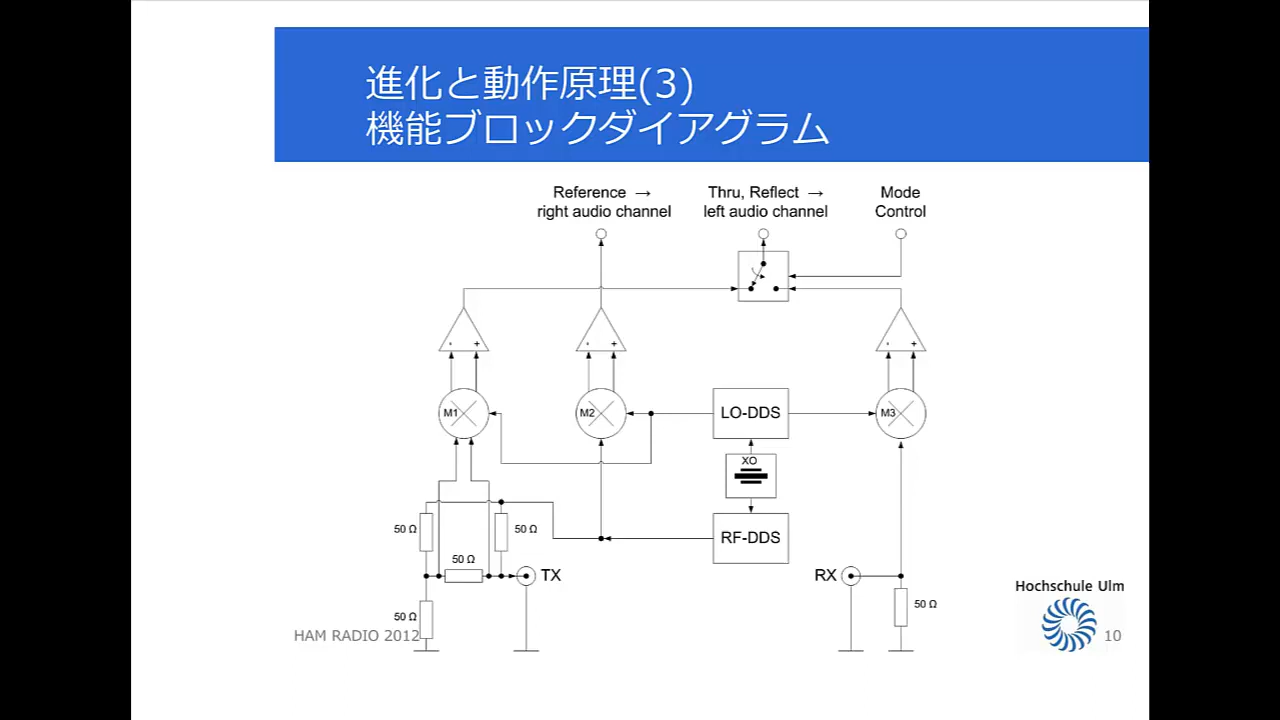 進化と動作原理(3)
機能ブロックダイアグラム
Reference →
right audio channel
Thru, Reflect →
left audio channel
Mode
Control
- +
- +
- +
M1
M2
LO-DDS
M3
XO
50 Ω
50 Ω
RF-DDS
50 Ω
TX
RX
Hochschule Ulm
50 Ω
50 Ω
HAM RADIO 2012
10